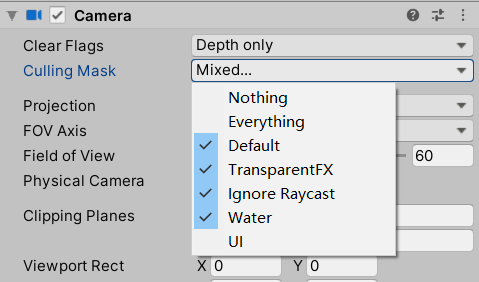 Camera
Clear Flags Depth only
Culling Mask Mixed...
Nothing
Projection
Everything
FOV Axis
Default
Field of View 60
TransparentFX
Physical Camera
Ignore Raycast
Clipping Planes
Water
UI
Viewport Rect X 0 Y 0